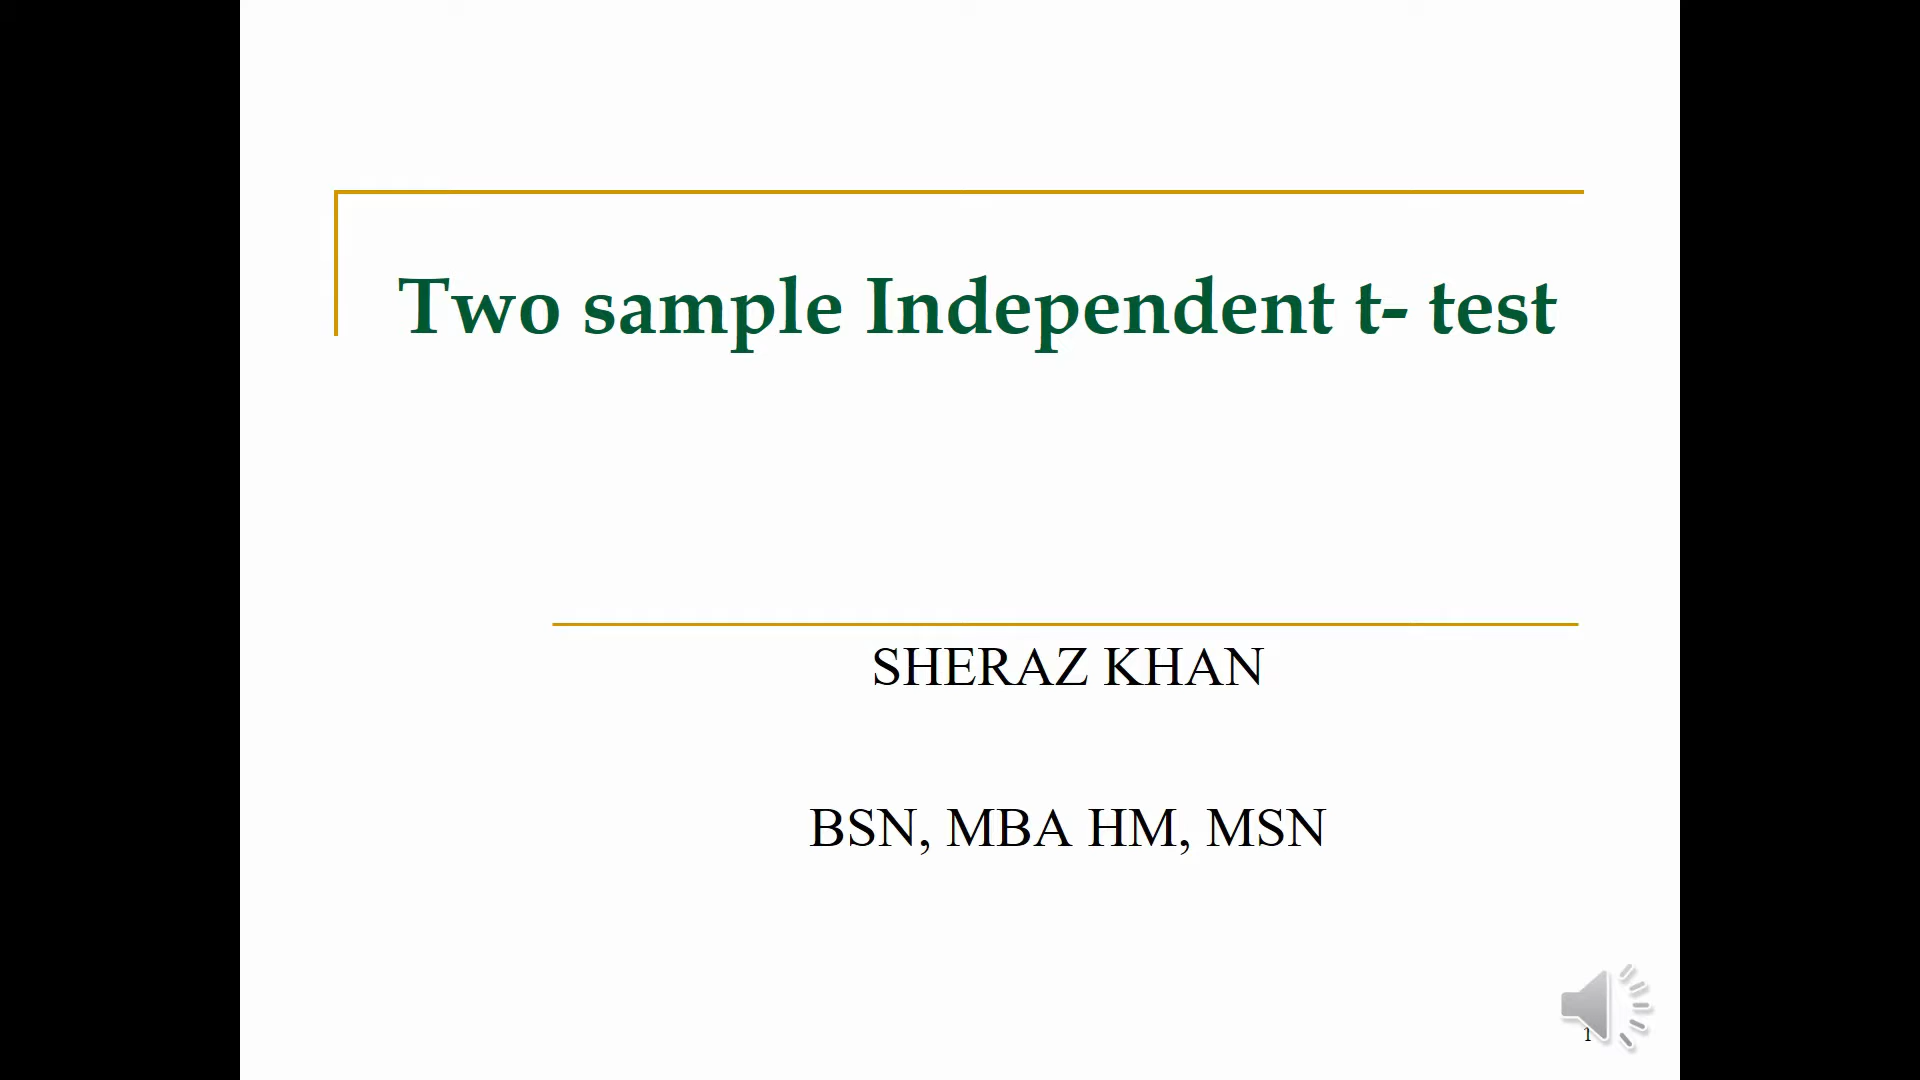 Two sample Independent t- test
SHERAZ KHAN
BSN, MBA HM, MSN
1